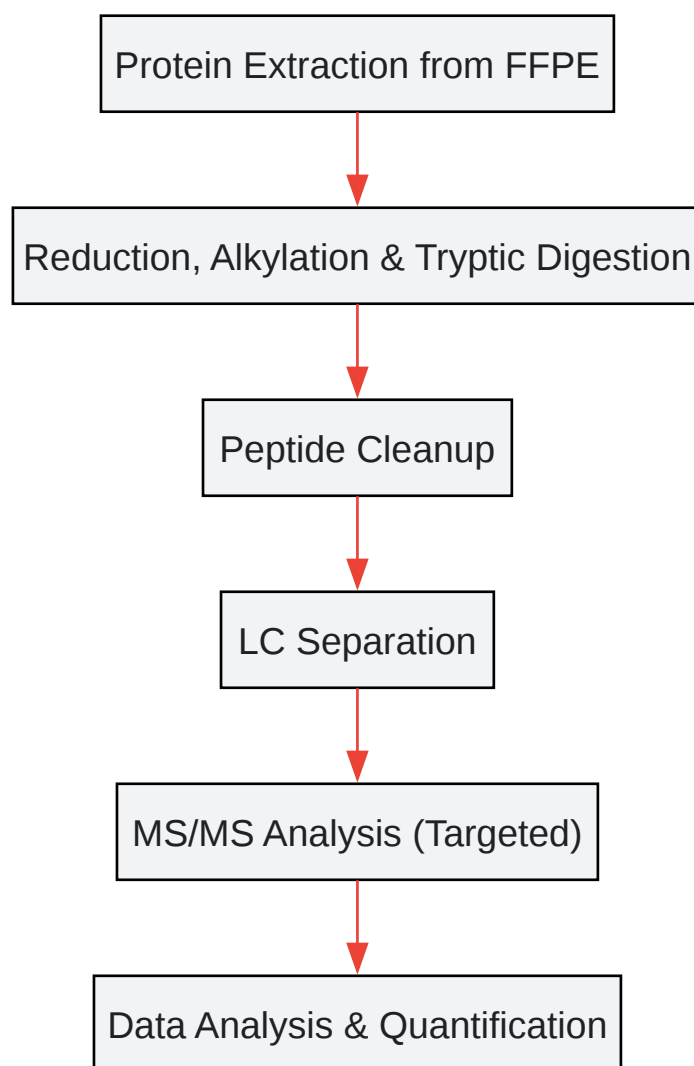 Protein Extraction from FFPE
Reduction, Alkylation & Tryptic Digestion
Peptide Cleanup
LC Separation
MS/MS Analysis (Targeted)
Data Analysis & Quantification